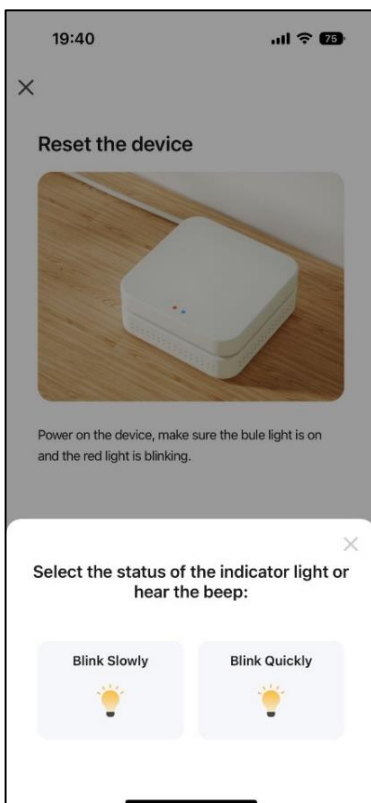 19:40
75
Reset the device
Power on the device, make sure the bule light is on
and the red light is blinking.
Select the status of the indicator light or
hear the beep:
Blink Slowly
Blink Quickly